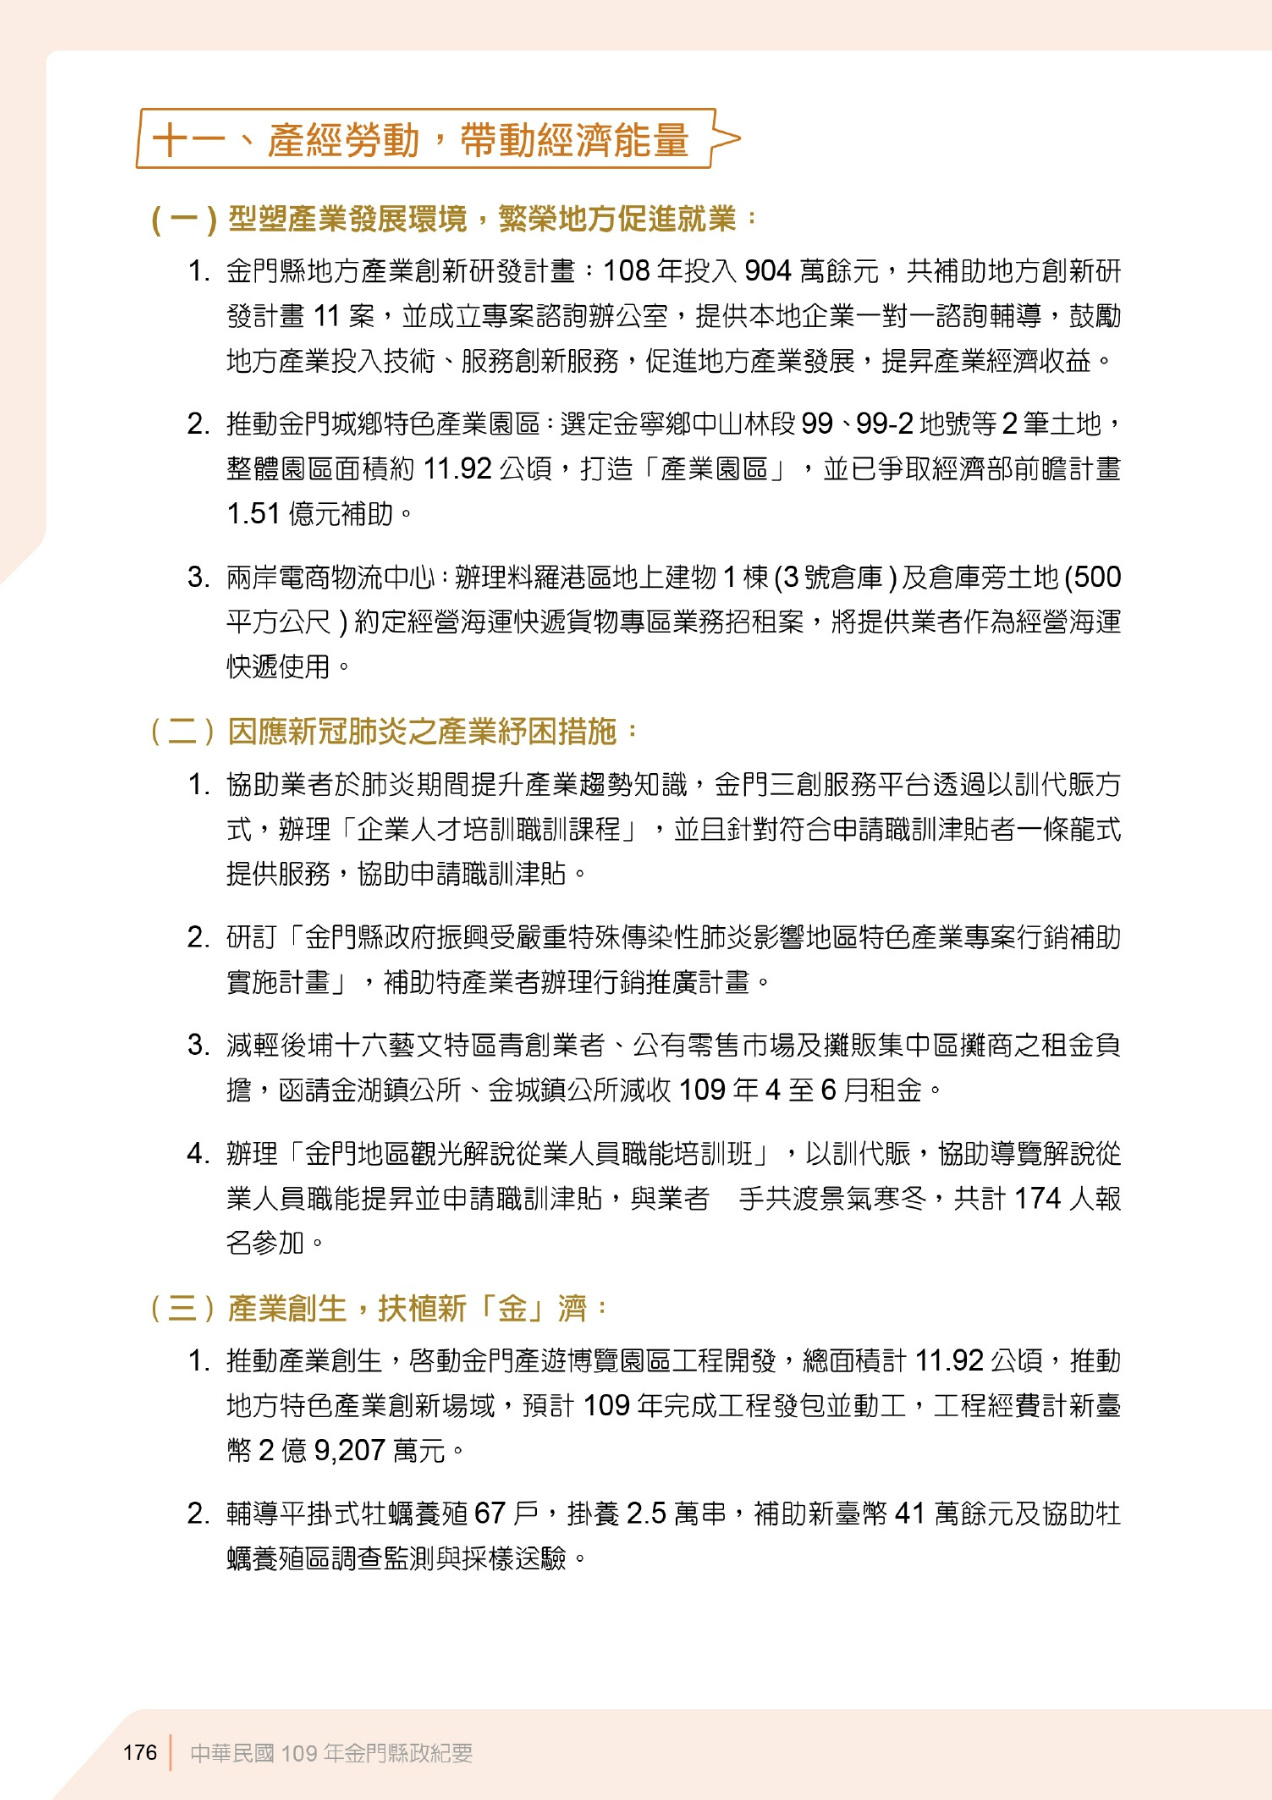 十一、產經勞動，帶動經濟能量
(一) 型塑產業發展環境，繁榮地方促進就業：
1. 金門縣地方產業創新研發計畫：108 年投入 904 萬餘元，共補助地方創新研
發計畫 11 案，並成立專案諮詢辦公室，提供本地企業一對一諮詢輔導，鼓勵
地方產業投入技術、服務創新服務，促進地方產業發展，提昇產業經濟收益。
2. 推動金門城鄉特色產業園區：選定金寧鄉中山林段 99、99-2 地號等 2 筆土地，
整體園區面積約 11.92 公頃，打造「產業園區」，並已爭取經濟部前瞻計畫
1.51 億元補助。
3. 兩岸電商物流中心：辦理料羅港區地上建物 1 棟 (3 號倉庫 ) 及倉庫旁土地 (500
平方公尺 ) 約定經營海運快遞貨物專區業務招租案，將提供業者作為經營海運
快遞使用。
(二) 因應新冠肺炎之產業紓困措施：
1. 協助業者於肺炎期間提升產業趨勢知識，金門三創服務平台透過以訓代賑方
式，辦理「企業人才培訓職訓課程」，並且針對符合申請職訓津貼者一條龍式
提供服務，協助申請職訓津貼。
2. 研訂「金門縣政府振興受嚴重特殊傳染性肺炎影響地區特色產業專案行銷補助
實施計畫」，補助特產業者辦理行銷推廣計畫。
3. 減輕後埔十六藝文特區青創業者、公有零售市場及攤販集中區攤商之租金負
擔，函請金湖鎮公所、金城鎮公所減收 109 年 4 至 6 月租金。
4. 辦理「金門地區觀光解說從業人員職能培訓班」，以訓代賑，協助導覽解說從
業人員職能提昇並申請職訓津貼，與業者　手共渡景氣寒冬，共計 174 人報
名參加。
(三) 產業創生，扶植新「金」濟：
1. 推動產業創生，啓動金門產遊博覽園區工程開發，總面積計 11.92 公頃，推動
地方特色產業創新場域，預計 109 年完成工程發包並動工，工程經費計新臺
幣 2 億 9,207 萬元。
2. 輔導平掛式牡蠣養殖 67 戶，掛養 2.5 萬串，補助新臺幣 41 萬餘元及協助牡
蠣養殖區調查監測與採樣送驗。
176 中華民國 109 年金門縣政紀要